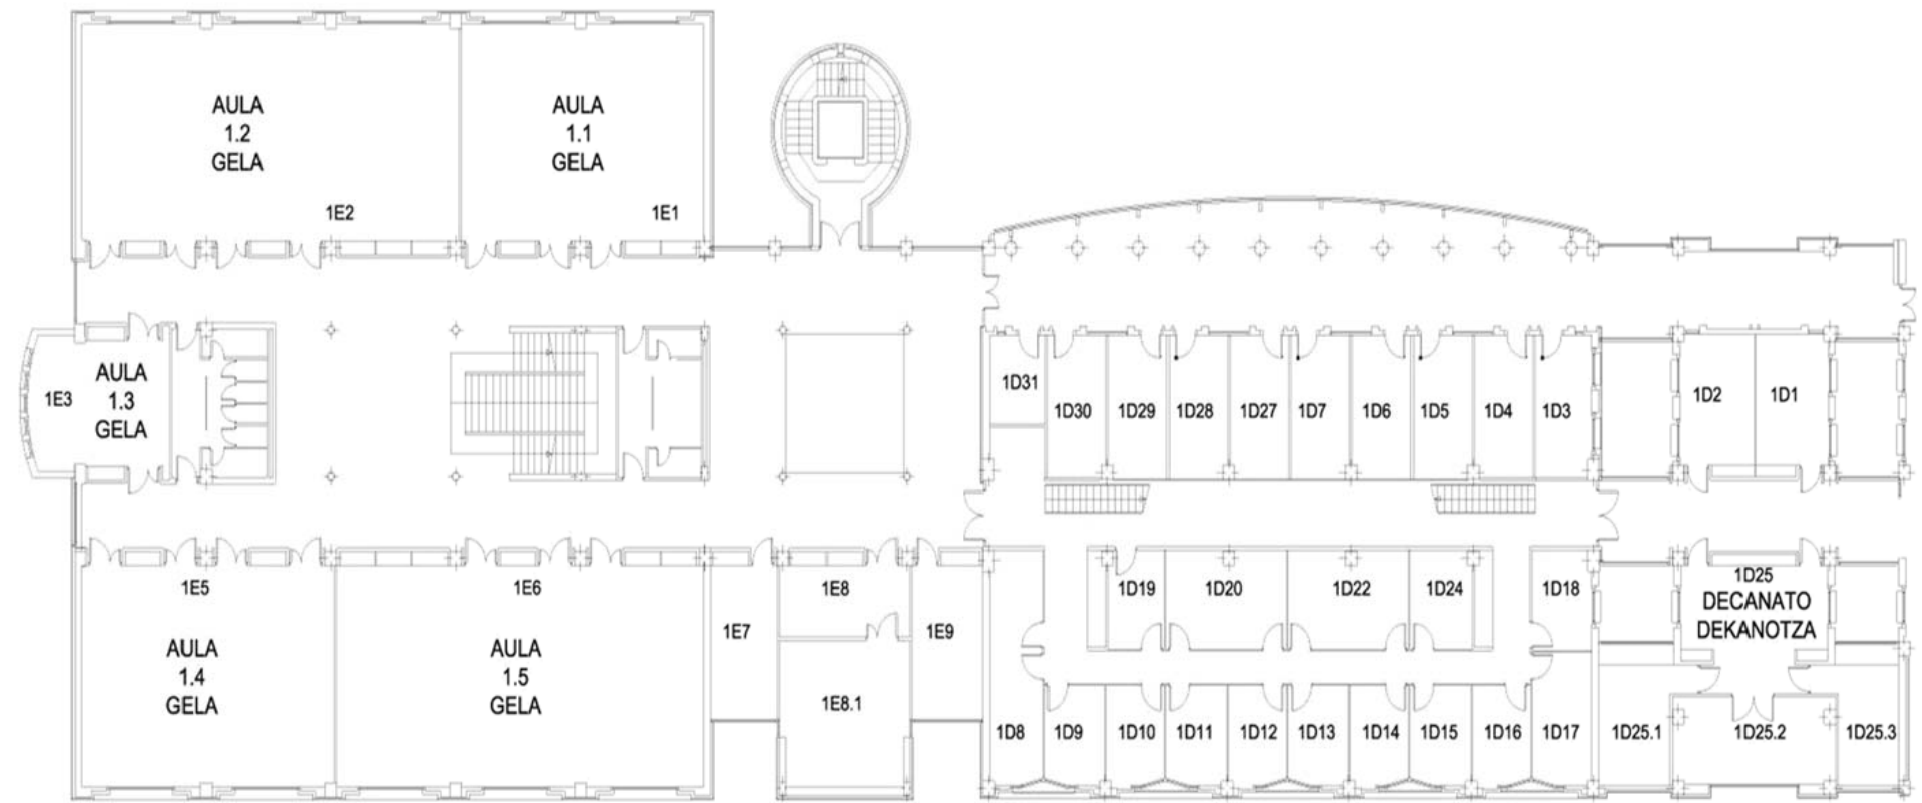 AULA
1.2
GELA
AULA
1.1
GELA
1E2
1E1
1E3
AULA
1.3
GELA
1D31
1D30
1D29
1D28
1D27
1D7
1D6
1D5
1D4
1D3
1D2
1D1
1E5
AULA
1.4
GELA
1E6
AULA
1.5
GELA
1E7
1E8
1E8.1
1E9
1D19
1D20
1D22
1D24
1D18
1D25
DECANATO
DEKANOTZA
1D8
1D9
1D10
1D11
1D12
1D13
1D14
1D15
1D16
1D17
1D25.1
1D25.2
1D25.3